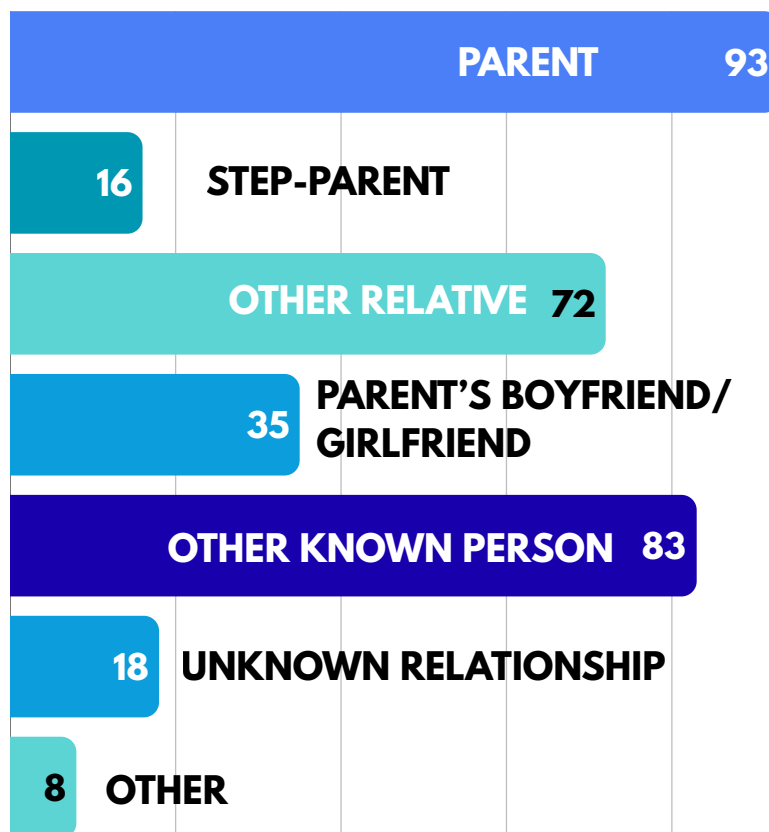 PARENT 93
16 STEP-PARENT
OTHER RELATIVE 72
35 PARENT’S BOYFRIEND/
GIRLFRIEND
OTHER KNOWN PERSON 83
18 UNKNOWN RELATIONSHIP
8 OTHER